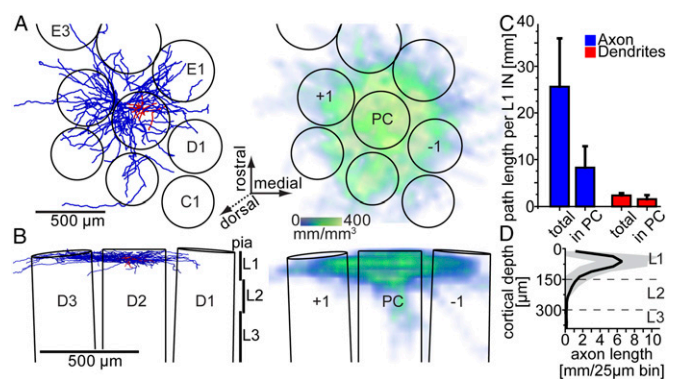 A
E3
E1
D1
C1
500 µm
rostral
medial
dorsal
+1
PC
-1
0 400
mm/mm³
B
pia
L1
L2
L3
D3
D2
D1
500 µm
+1
PC
-1
C
Axon
Dendrites
path length per L1 IN [mm]
40
30
20
10
0
total
in PC
total
in PC
D
cortical depth
[µm]
0
150
300
L1
L2
L3
0 2 4 6 8 10
axon length
[mm/25µm bin]